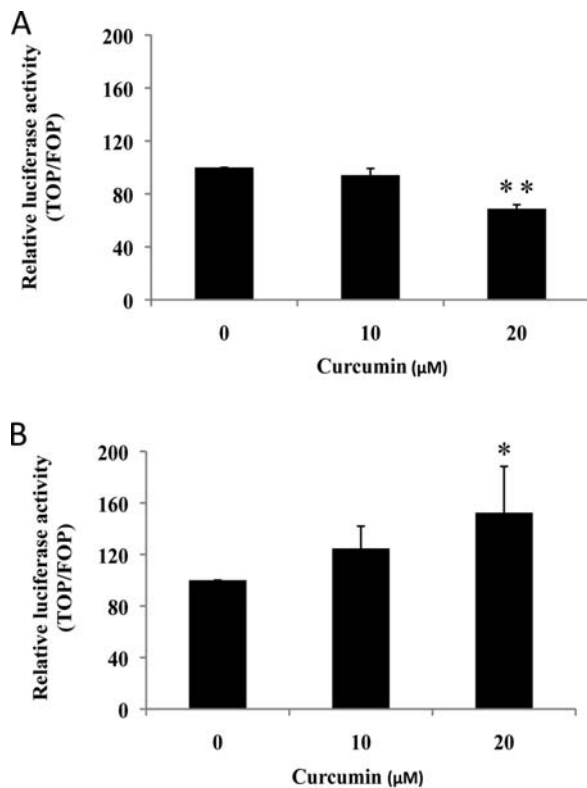 A
Relative luciferase activity
(TOP/FOP)
200
160
120
80
40
0
**
0 10 20
Curcumin (μM)
B
Relative luciferase activity
(TOP/FOP)
200
160
120
80
40
0
*
0 10 20
Curcumin (μM)